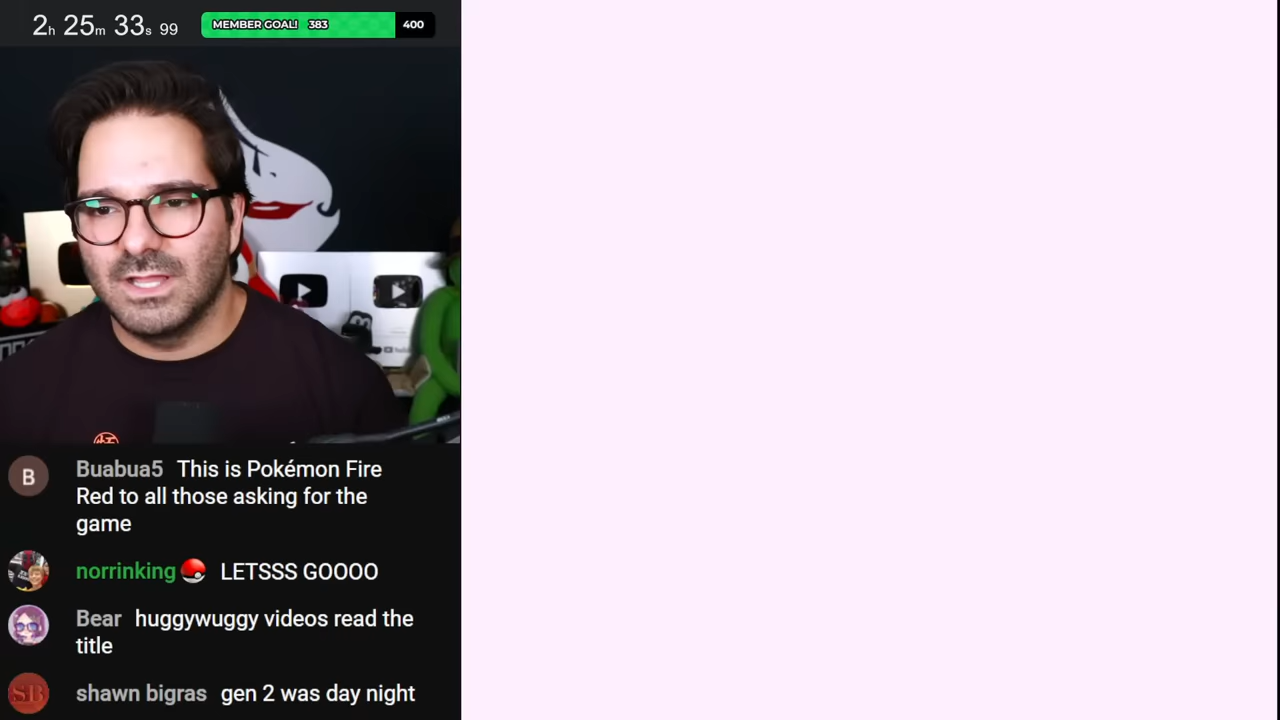 2h 25m 33s 99
MEMBER GOAL! 383 400
Buabua5 This is Pokémon Fire
Red to all those asking for the
game
norrinking LETSSS GOOOO
Bear huggywuggy videos read the
title
shawn bigras gen 2 was day night
B
SB